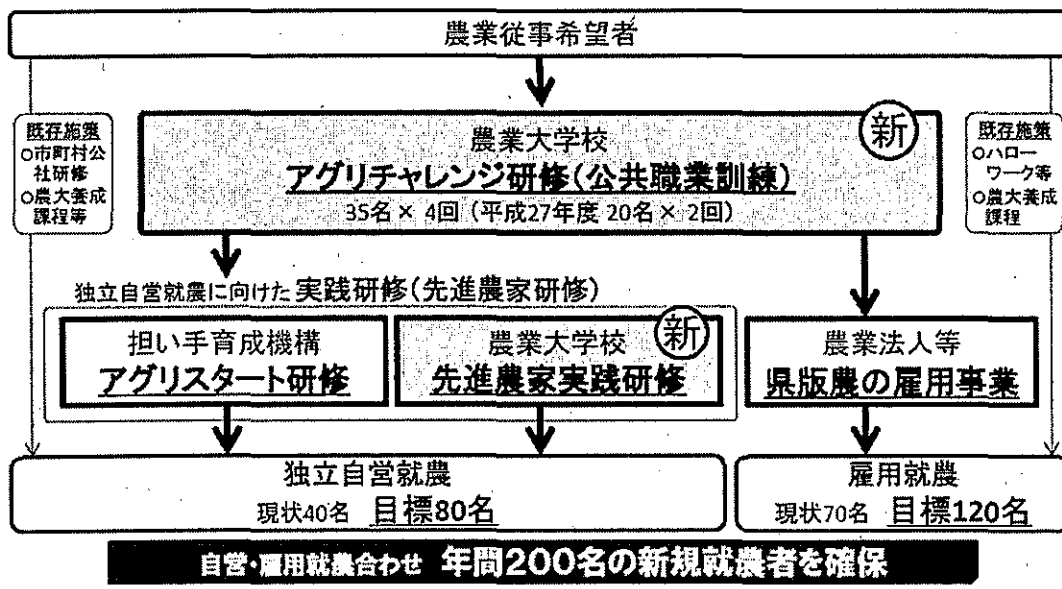 農業従事希望者
既存施策
○市町村公
社研修
○農大養成
課程等
新
農業大学校
アグリチャレンジ研修(公共職業訓練)
35名× 4回 (平成27年度 20名× 2回)
既存施策
○ハロー
ワーク等
○農大養成
課程
独立自営就農に向けた 実践研修(先進農家研修)
担い手育成機構
アグリスタート研修
新
農業大学校
先進農家実践研修
農業法人等
県版農の雇用事業
独立自営就農
現状40名 目標80名
雇用就農
現状70名 目標120名
自営・雇用就農合わせ 年間200名の新規就農者を確保